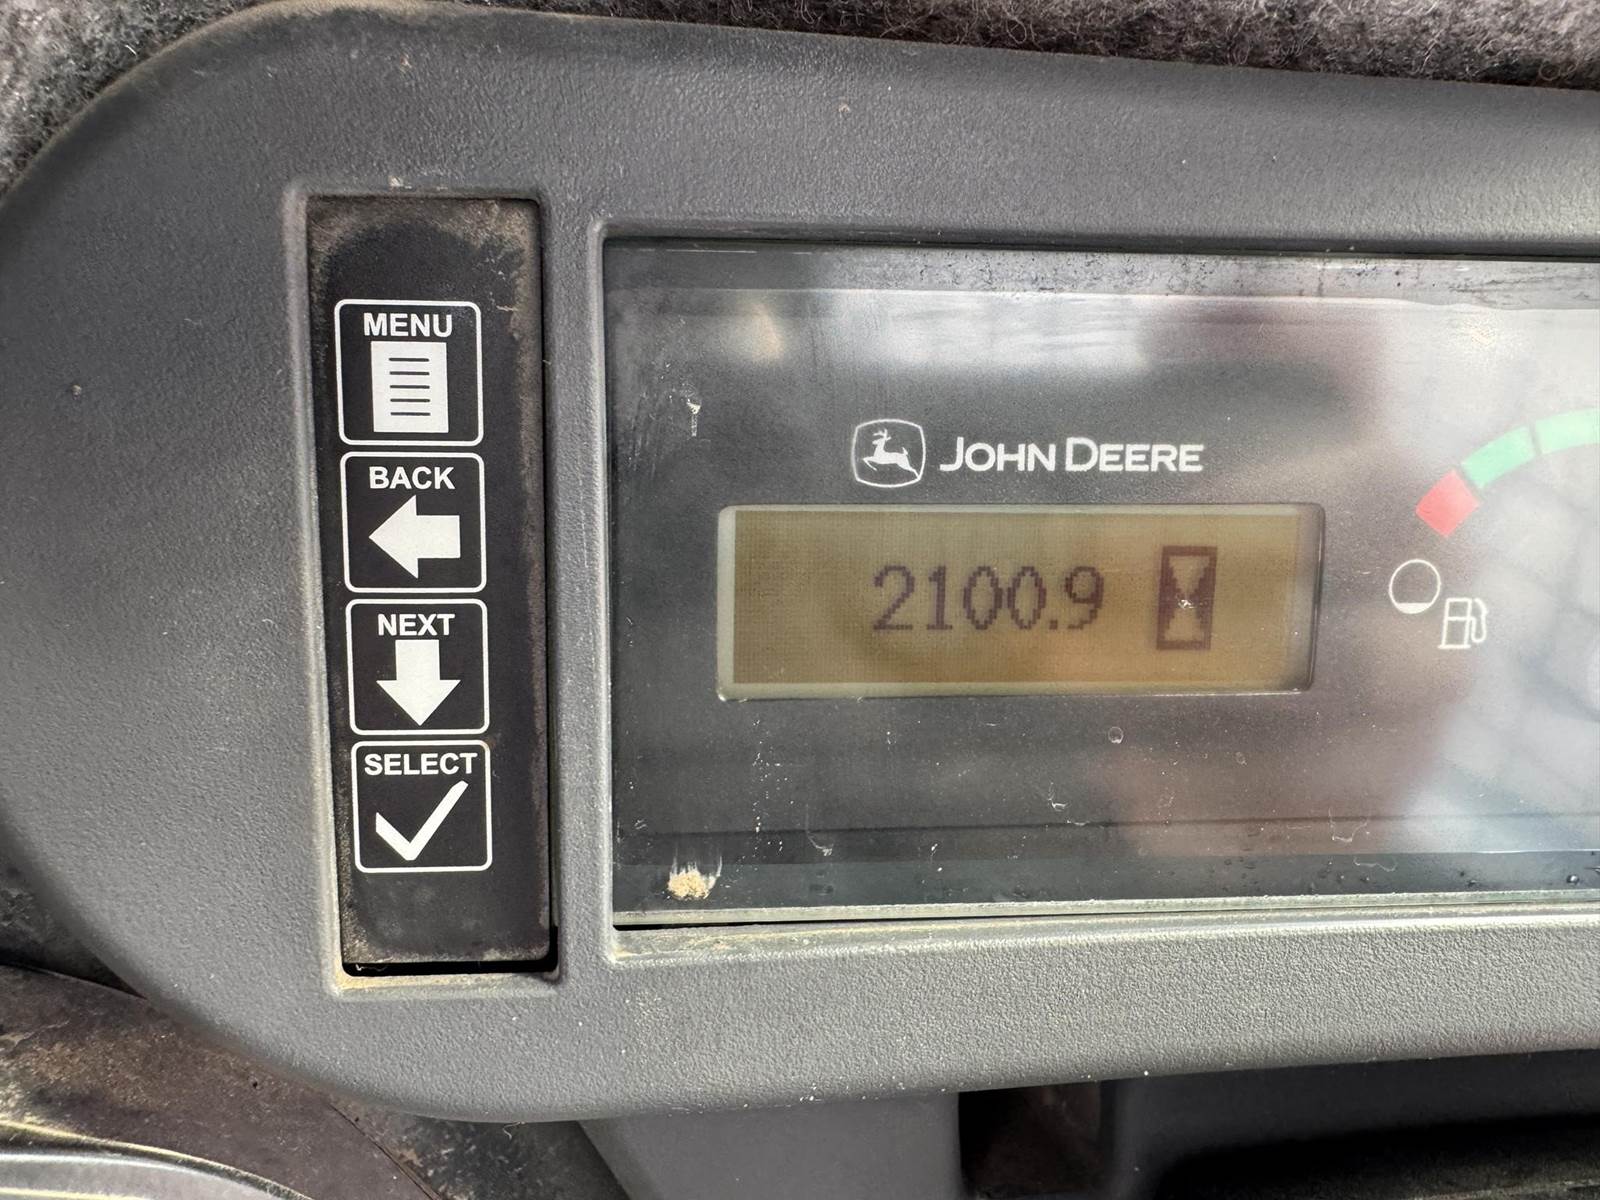 MENU
BACK
NEXT
SELECT
JOHN DEERE
2100.9